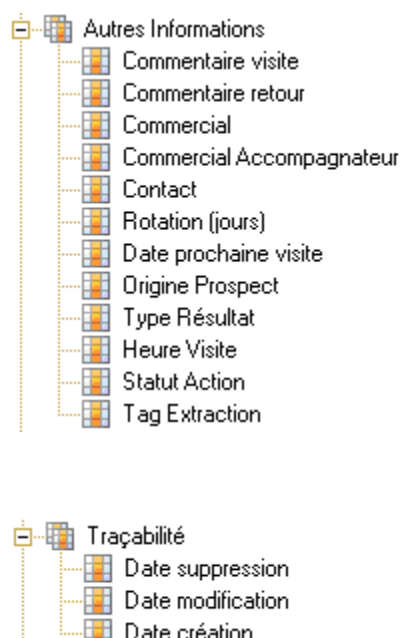 Autres Informations
Commentaire visite
Commentaire retour
Commercial
Commercial Accompagnateur
Contact
Rotation (jours)
Date prochaine visite
Origine Prospect
Type Résultat
Heure Visite
Statut Action
Tag Extraction
Traçabilité
Date suppression
Date modification
Date création